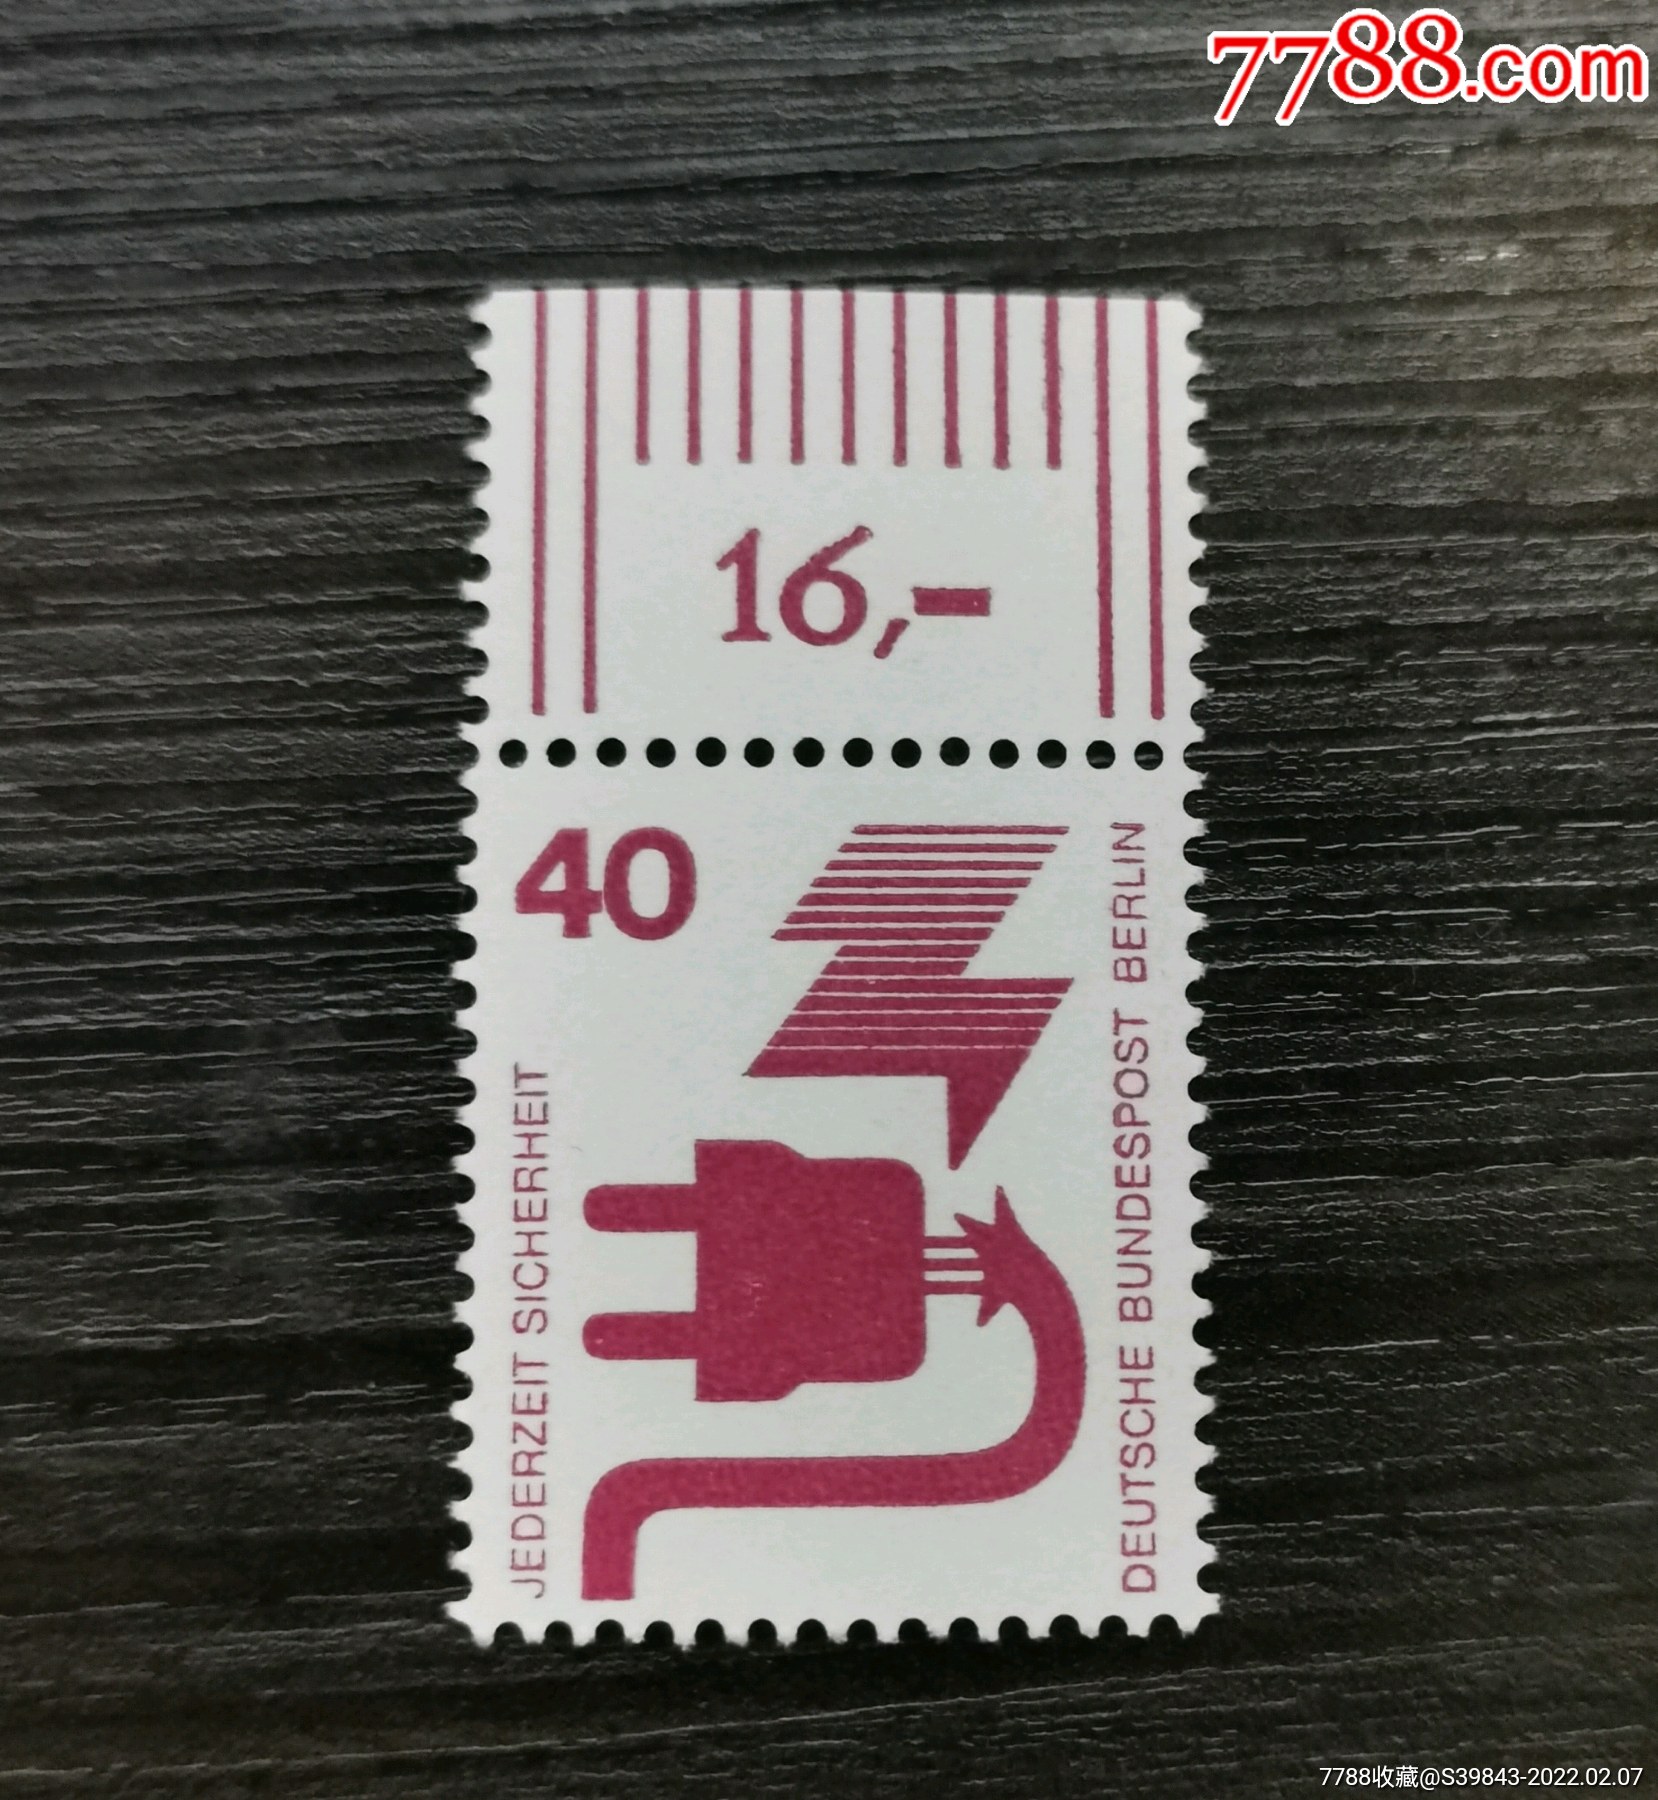 7788.com
16,-
40
JEDERZEIT SICHERHEIT
DEUTSCHE BUNDESPOST BERLIN
7788收藏@S39843-2022.02.07